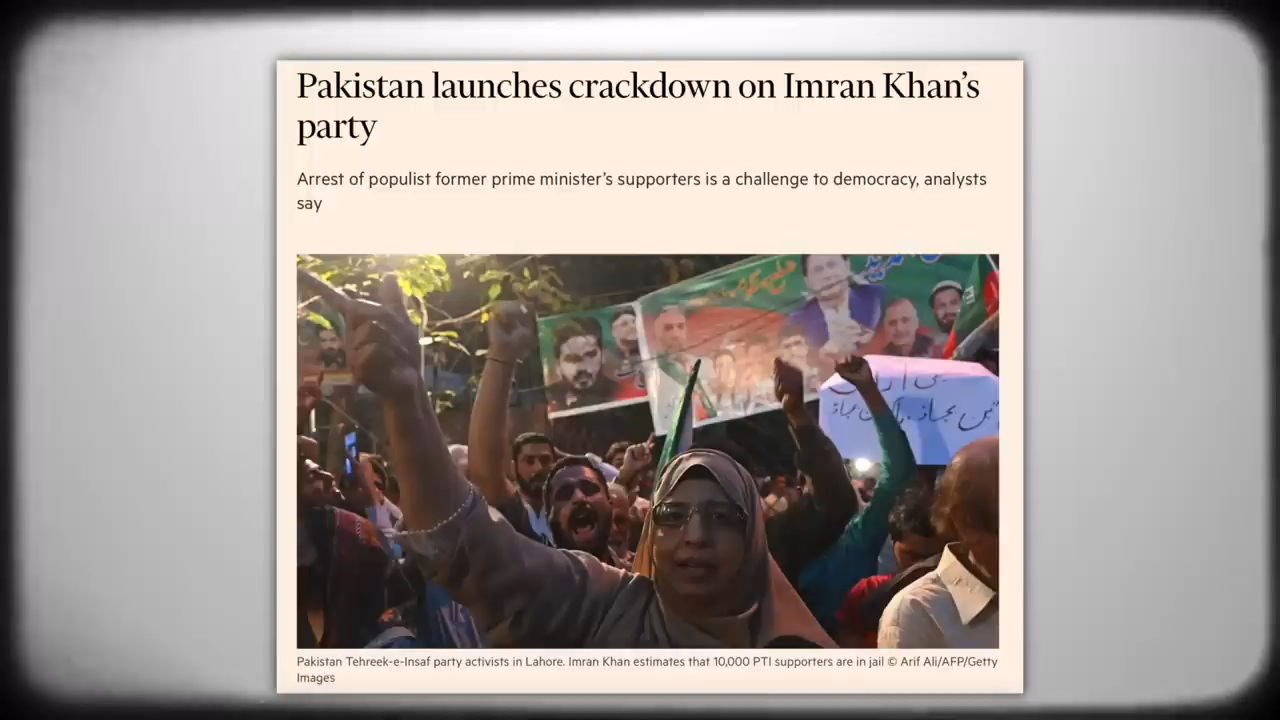 Pakistan launches crackdown on Imran Khan’s
party
Arrest of populist former prime minister’s supporters is a challenge to democracy, analysts
say
Pakistan Tehreek-e-Insaf party activists in Lahore. Imran Khan estimates that 10,000 PTI supporters are in jail © Arif Ali/AFP/Getty
Images